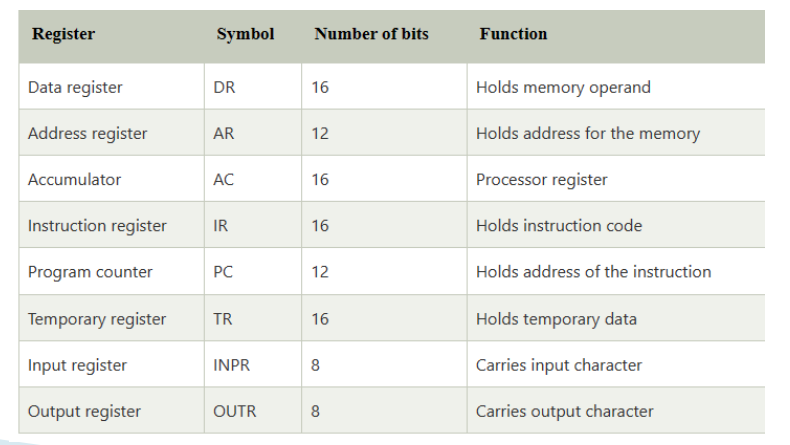 Register Symbol Number of bits Function
Data register DR 16 Holds memory operand
Address register AR 12 Holds address for the memory
Accumulator AC 16 Processor register
Instruction register IR 16 Holds instruction code
Program counter PC 12 Holds address of the instruction
Temporary register TR 16 Holds temporary data
Input register INPR 8 Carries input character
Output register OUTR 8 Carries output character